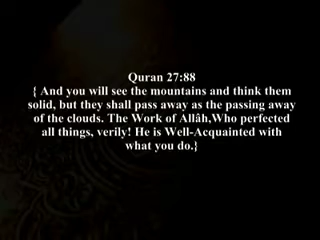 Quran 27:88
{ And you will see the mountains and think them
solid, but they shall pass away as the passing away
of the clouds. The Work of Allâh,Who perfected
all things, verily! He is Well-Acquainted with
what you do.}